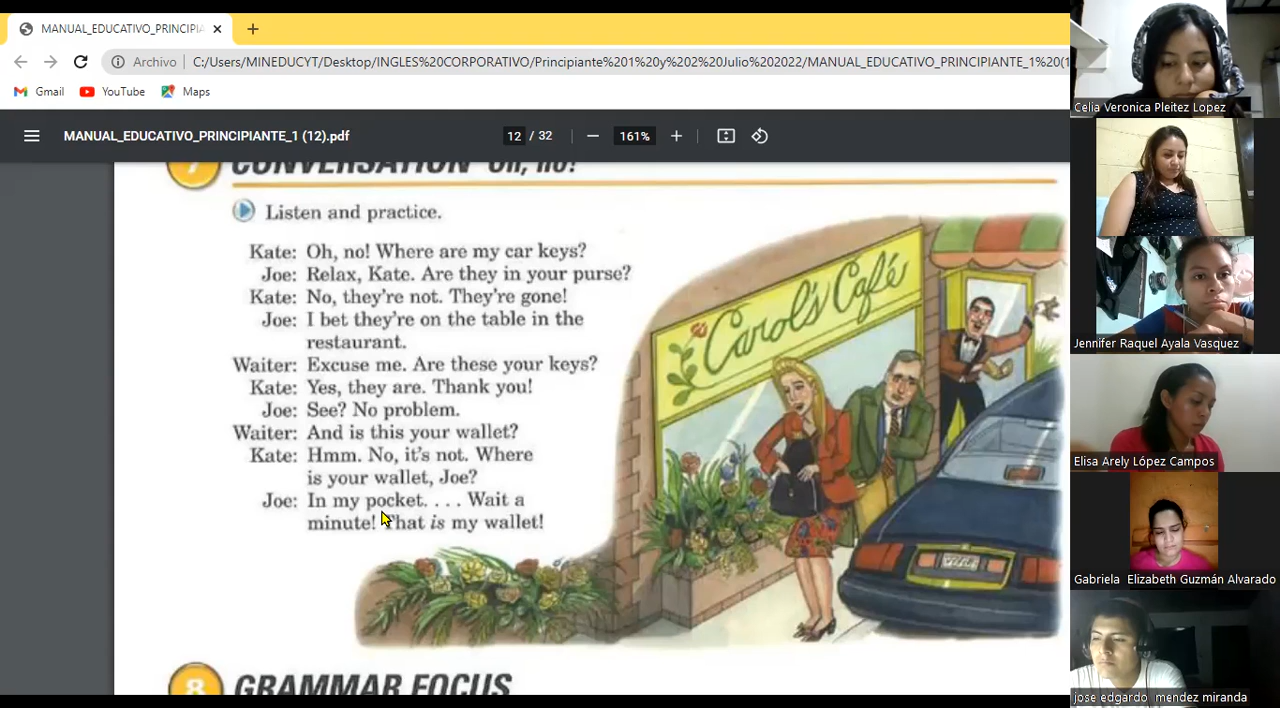 MANUAL_EDUCATIVO_PRINCIPIA
Archivo
C:/Users/MINEDUCYT/Desktop/INGLES%20CORPORATIVO/Principiante%201%20y%202%20Julio%202022/MANUAL_EDUCATIVO_PRINCIPIANTE_1%20(1
Gmail YouTube Maps
MANUAL_EDUCATIVO_PRINCIPIANTE_1 (12).pdf
12 / 32
161%
7 CONVERSATION Oh, no!
Listen and practice.
Kate: Oh, no! Where are my car keys?
Joe: Relax, Kate. Are they in your purse?
Kate: No, they're not. They're gone!
Joe: I bet they're on the table in the
restaurant.
Waiter: Excuse me. Are these your keys?
Kate: Yes, they are. Thank you!
Joe: See? No problem.
Waiter: And is this your wallet?
Kate: Hmm. No, it's not. Where
is your wallet, Joe?
Joe: In my pocket. . . . Wait a
minute! That is my wallet!
Carol's Café
8 GRAMMAR FOCUS
Celia Veronica Pleitez Lopez
Jennifer Raquel Ayala Vasquez
Elisa Arely López Campos
Gabriela Elizabeth Guzmán Alvarado
jose edgardo mendez miranda